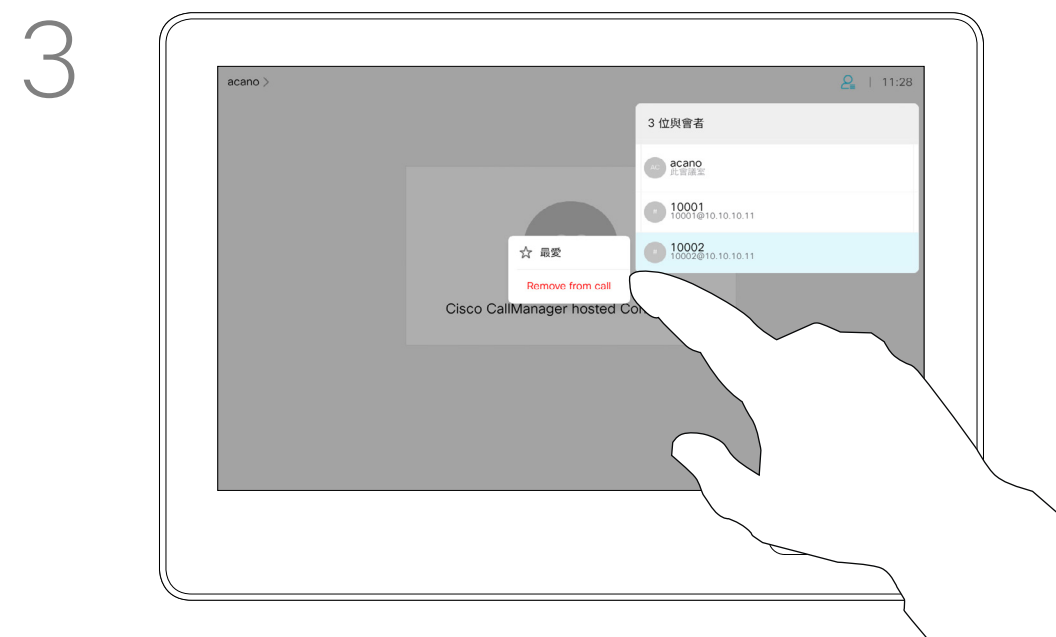 3
acano >
| 11:28
3 位與會者
AC
acano
此會議室
10001
10001@10.10.10.11
10002
10002@10.10.10.11
☆ 最愛
Remove from call
Cisco CallManager hosted